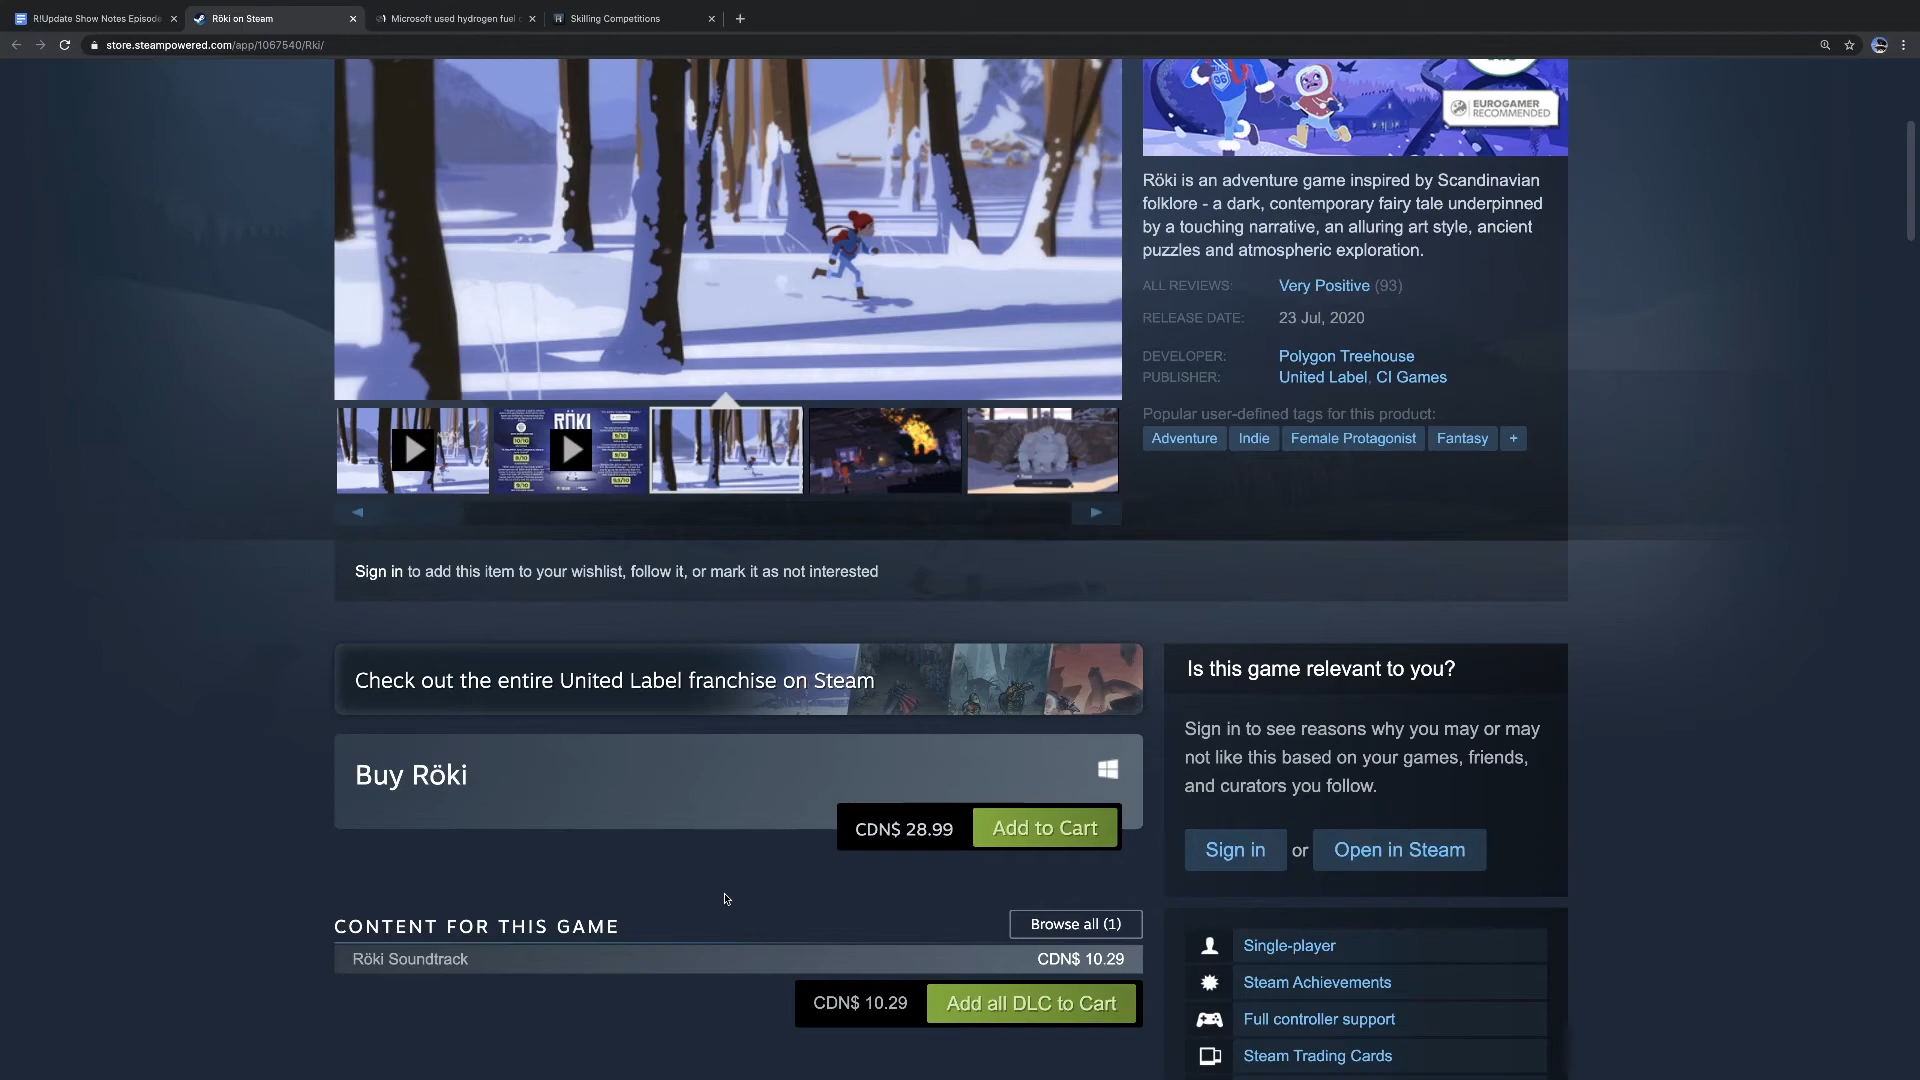 R!Update Show Notes Episode
Röki on Steam
Microsoft used hydrogen fuel c
Skilling Competitions
store.steampowered.com/app/1067540/Rki/
EUROGAMER
RECOMMENDED
Röki is an adventure game inspired by Scandinavian
folklore - a dark, contemporary fairy tale underpinned
by a touching narrative, an alluring art style, ancient
puzzles and atmospheric exploration.
ALL REVIEWS: Very Positive (93)
RELEASE DATE: 23 Jul, 2020
DEVELOPER: Polygon Treehouse
PUBLISHER: United Label, CI Games
Popular user-defined tags for this product:
Adventure Indie Female Protagonist Fantasy +
RÖKI
Sign in to add this item to your wishlist, follow it, or mark it as not interested
Check out the entire United Label franchise on Steam
Buy Röki
CDN$ 28.99 Add to Cart
CONTENT FOR THIS GAME
Browse all (1)
Röki Soundtrack CDN$ 10.29
CDN$ 10.29 Add all DLC to Cart
Is this game relevant to you?
Sign in to see reasons why you may or may
not like this based on your games, friends,
and curators you follow.
Sign in or Open in Steam
Single-player
Steam Achievements
Full controller support
Steam Trading Cards